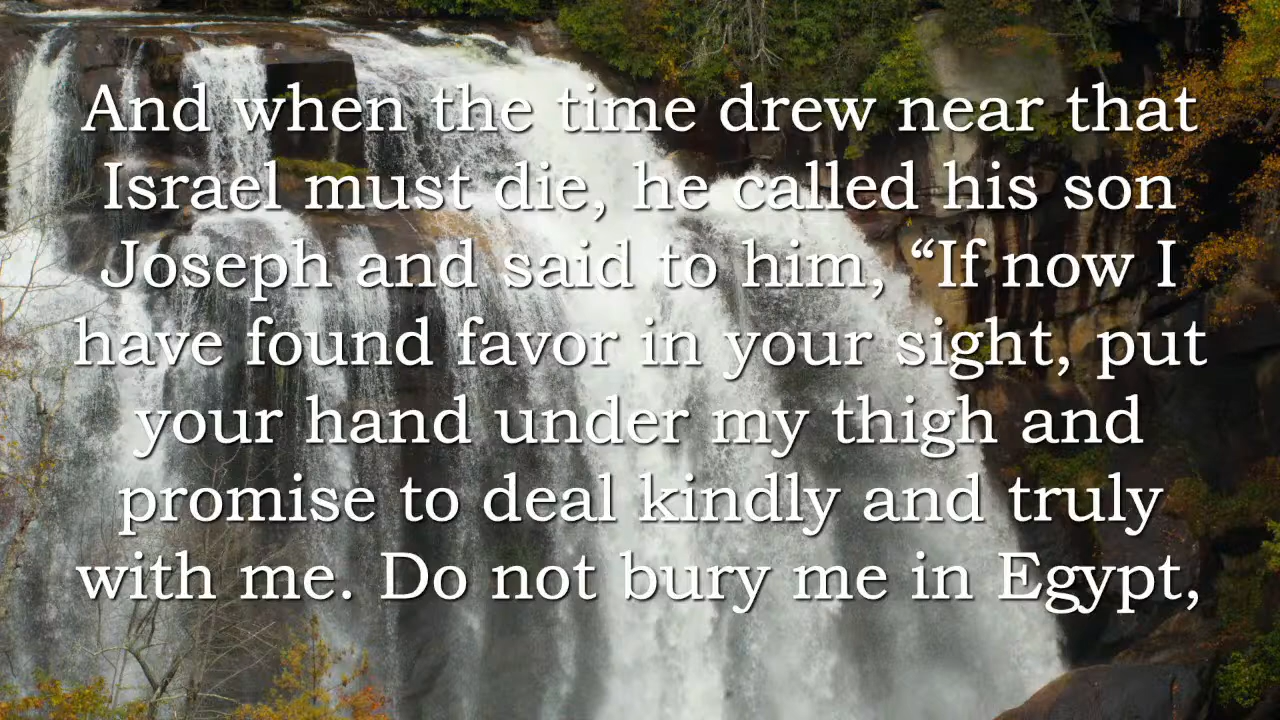 And when the time drew near that
Israel must die, he called his son
Joseph and said to him, “If now I
have found favor in your sight, put
your hand under my thigh and
promise to deal kindly and truly
with me. Do not bury me in Egypt,